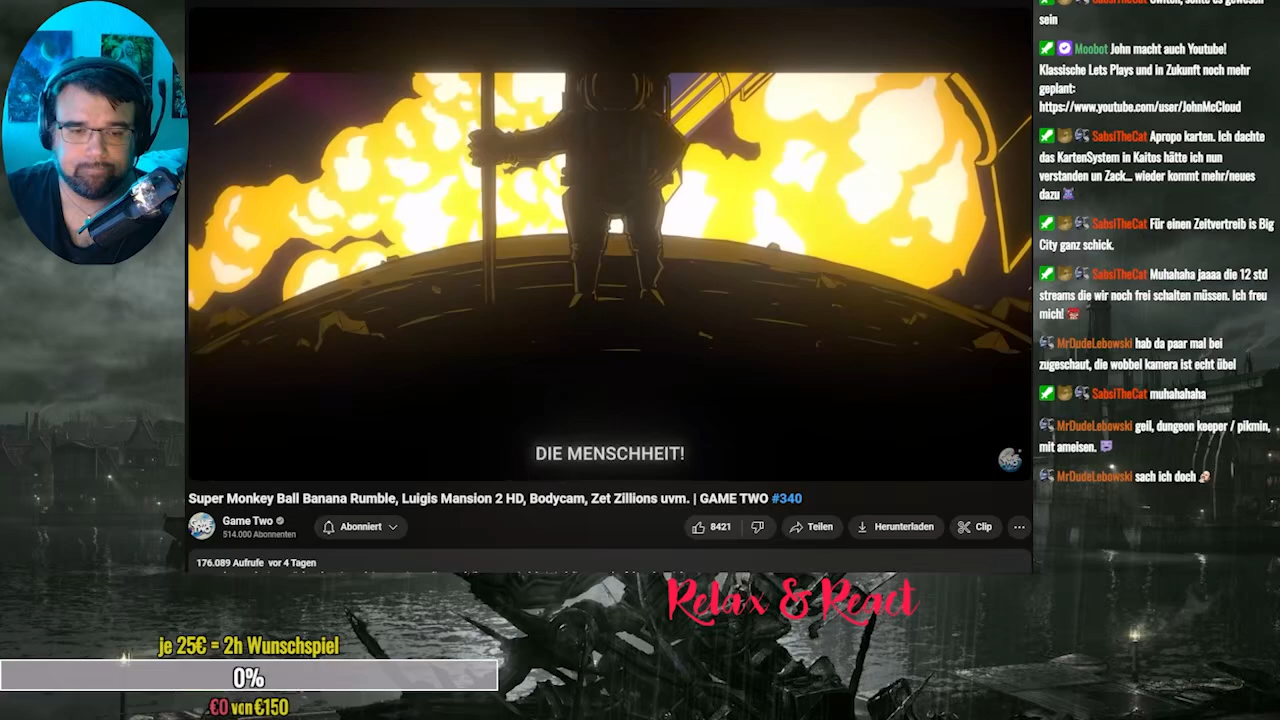 DIE MENSCHHEIT!
Super Monkey Ball Banana Rumble, Luigis Mansion 2 HD, Bodycam, Zet Zillions uvm. | GAME TWO #340
Game Two
514.000 Abonnenten
Abonniert
8421
Teilen
Herunterladen
Clip
176.089 Aufrufe vor 4 Tagen
Relax & React
je 25€ = 2h Wunschspiel
0%
€0 von €150
sein
Moobot John macht auch Youtube!
Klassische Lets Plays und in Zukunft noch mehr
geplant:
https://www.youtube.com/user/JohnMcCloud
SabsiTheCat Apropo karten. Ich dachte
das KartenSystem in Kaitos hätte ich nun
verstanden un Zack... wieder kommt mehr/neues
dazu
SabsiTheCat Für einen Zeitvertreib is Big
City ganz schick.
SabsiTheCat Muhahaha jaaaa die 12 std
streams die wir noch frei schalten müssen. Ich freu
mich!
MrDudeLebowski hab da paar mal bei
zugeschaut, die wobbel kamera ist echt übel
SabsiTheCat muhahahaha
MrDudeLebowski geil, dungeon keeper / pikmin,
mit ameisen.
MrDudeLebowski sach ich doch